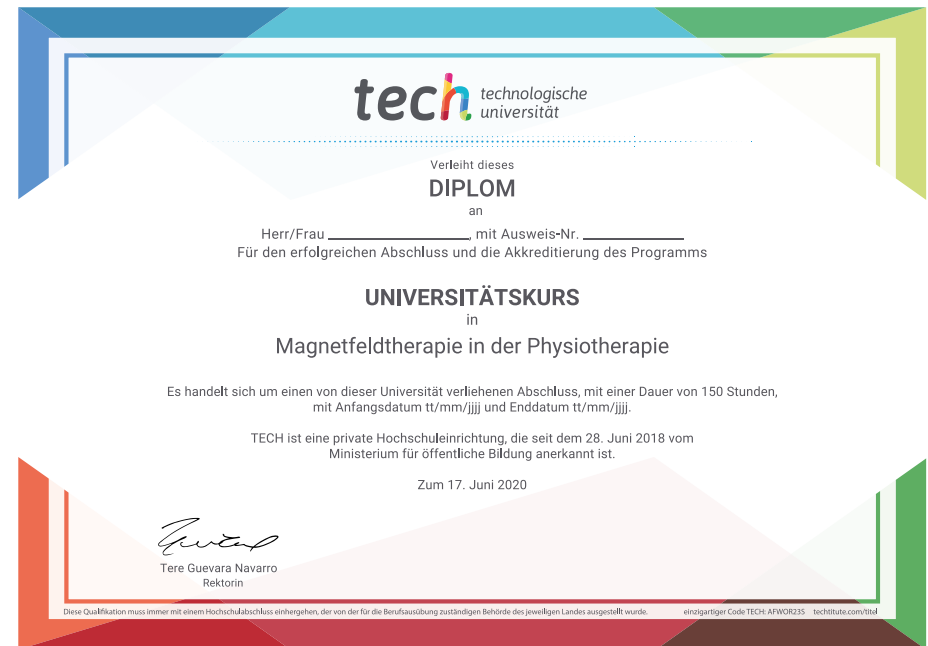 tech technologische
universität
Verleiht dieses
DIPLOM
an
Herr/Frau ____________________, mit Ausweis-Nr. ______________
Für den erfolgreichen Abschluss und die Akkreditierung des Programms
UNIVERSITÄTSKURS
in
Magnetfeldtherapie in der Physiotherapie
Es handelt sich um einen von dieser Universität verliehenen Abschluss, mit einer Dauer von 150 Stunden,
mit Anfangsdatum tt/mm/jjjj und Enddatum tt/mm/jjjj.
TECH ist eine private Hochschuleinrichtung, die seit dem 28. Juni 2018 vom
Ministerium für öffentliche Bildung anerkannt ist.
Zum 17. Juni 2020
Tere Guevara Navarro
Rektorin
Diese Qualifikation muss immer mit einem Hochschulabschluss einhergehen, der von der für die Berufsausübung zuständigen Behörde des jeweiligen Landes ausgestellt wurde. einzigartiger Code TECH: AFWOR235 techtitute.com/titel